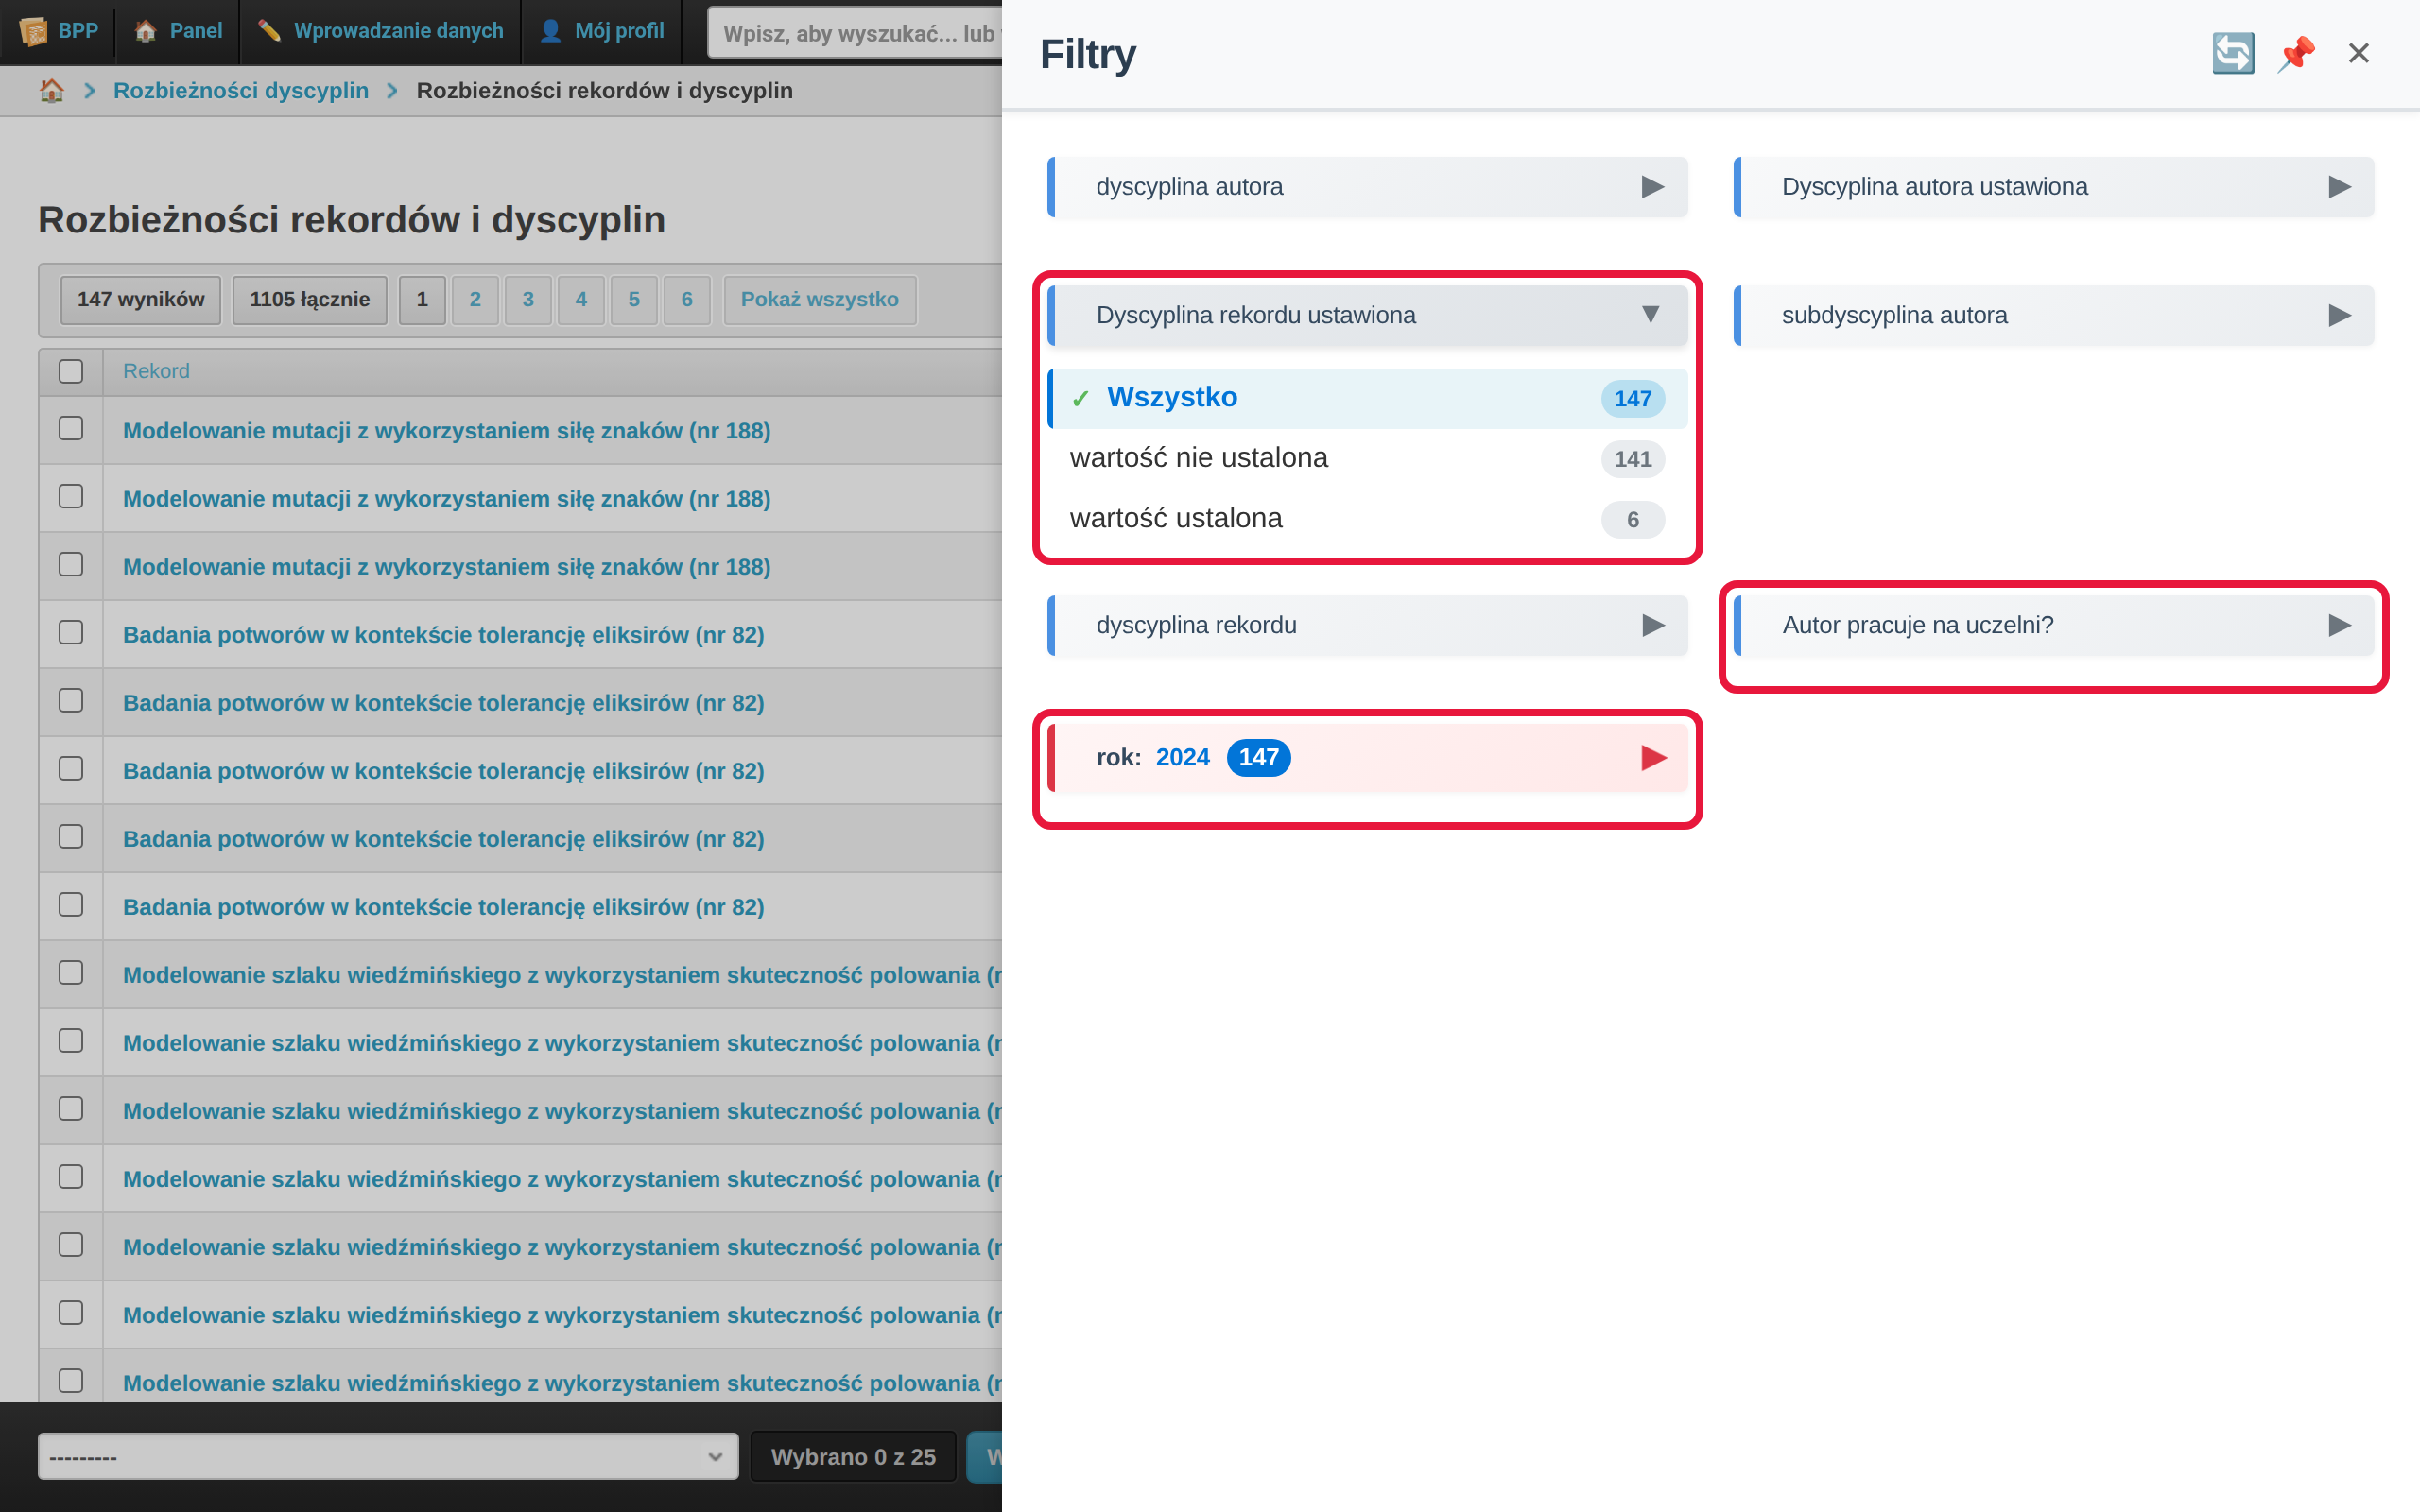 BPP Panel Wprowadzanie danych Mój profil Wpisz, aby wyszukać... lub
Rozbieżności dyscyplin Rozbieżności rekordów i dyscyplin
Rozbieżności rekordów i dyscyplin
147 wyników 1105 łącznie 1 2 3 4 5 6 Pokaż wszystko
Rekord
Modelowanie mutacji z wykorzystaniem siłę znaków (nr 188)
Modelowanie mutacji z wykorzystaniem siłę znaków (nr 188)
Modelowanie mutacji z wykorzystaniem siłę znaków (nr 188)
Badania potworów w kontekście tolerancję eliksirów (nr 82)
Badania potworów w kontekście tolerancję eliksirów (nr 82)
Badania potworów w kontekście tolerancję eliksirów (nr 82)
Badania potworów w kontekście tolerancję eliksirów (nr 82)
Badania potworów w kontekście tolerancję eliksirów (nr 82)
Modelowanie szlaku wiedźmińskiego z wykorzystaniem skuteczność polowania
Modelowanie szlaku wiedźmińskiego z wykorzystaniem skuteczność polowania
Modelowanie szlaku wiedźmińskiego z wykorzystaniem skuteczność polowania
Modelowanie szlaku wiedźmińskiego z wykorzystaniem skuteczność polowania
Modelowanie szlaku wiedźmińskiego z wykorzystaniem skuteczność polowania
Modelowanie szlaku wiedźmińskiego z wykorzystaniem skuteczność polowania
Modelowanie szlaku wiedźmińskiego z wykorzystaniem skuteczność polowania
--------- Wybrano 0 z 25
Filtry
dyscyplina autora
Dyscyplina autora ustawiona
Dyscyplina rekordu ustawiona
✓ Wszystko 147
wartość nie ustalona 141
wartość ustalona 6
subdyscyplina autora
dyscyplina rekordu
Autor pracuje na uczelni?
rok: 2024 147